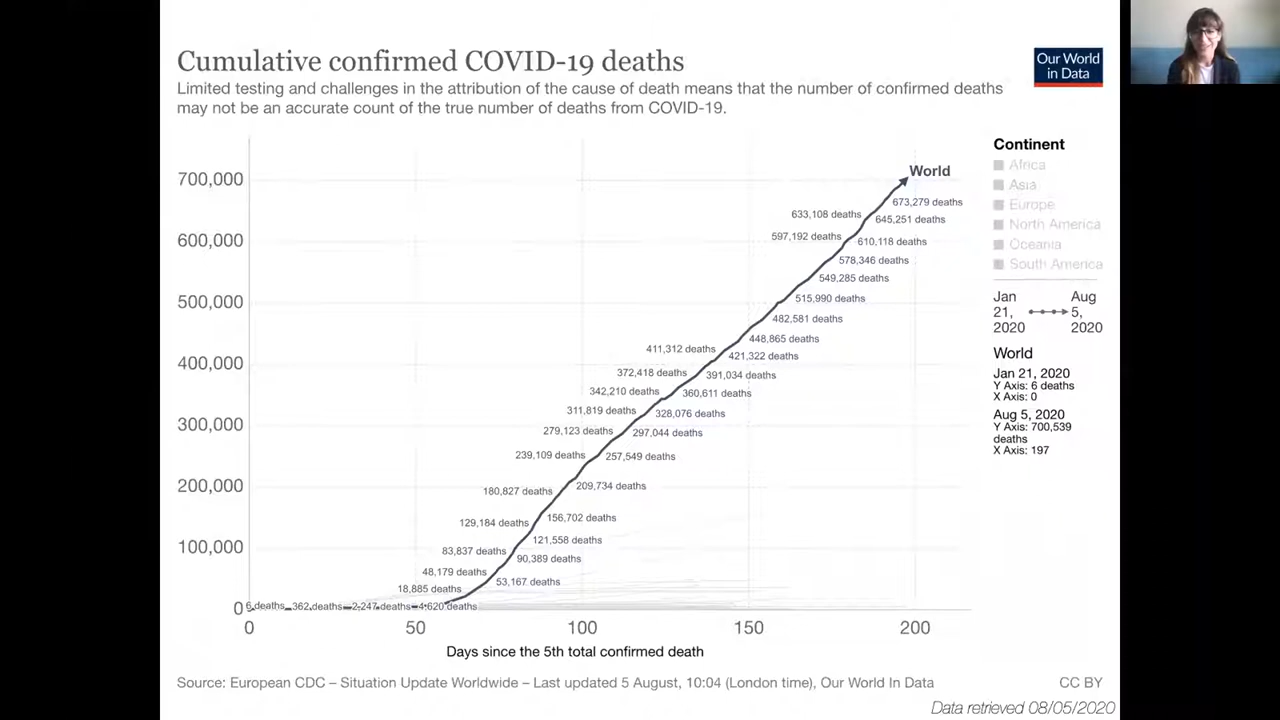 Cumulative confirmed COVID-19 deaths
Our World
in Data
Limited testing and challenges in the attribution of the cause of death means that the number of confirmed deaths
may not be an accurate count of the true number of deaths from COVID-19.
Continent
Africa
Asia
Europe
North America
Oceania
South America
Jan
21,
2020
Aug
5,
2020
World
Jan 21, 2020
Y Axis: 6 deaths
X Axis: 0
Aug 5, 2020
Y Axis: 700,539
deaths
X Axis: 197
700,000
600,000
500,000
400,000
300,000
200,000
100,000
0
World
673,279 deaths
633,108 deaths
645,251 deaths
597,192 deaths
610,118 deaths
578,346 deaths
549,285 deaths
515,990 deaths
482,581 deaths
448,865 deaths
411,312 deaths
421,322 deaths
372,418 deaths
391,034 deaths
342,210 deaths
360,611 deaths
311,819 deaths
328,076 deaths
279,123 deaths
297,044 deaths
239,109 deaths
257,549 deaths
180,827 deaths
209,734 deaths
129,184 deaths
156,702 deaths
121,558 deaths
83,837 deaths
90,389 deaths
48,179 deaths
53,167 deaths
18,885 deaths
6 deaths
362 deaths
2,247 deaths
4,620 deaths
0
50
100
150
200
Days since the 5th total confirmed death
Source: European CDC – Situation Update Worldwide – Last updated 5 August, 10:04 (London time), Our World In Data
CC BY
Data retrieved 08/05/2020